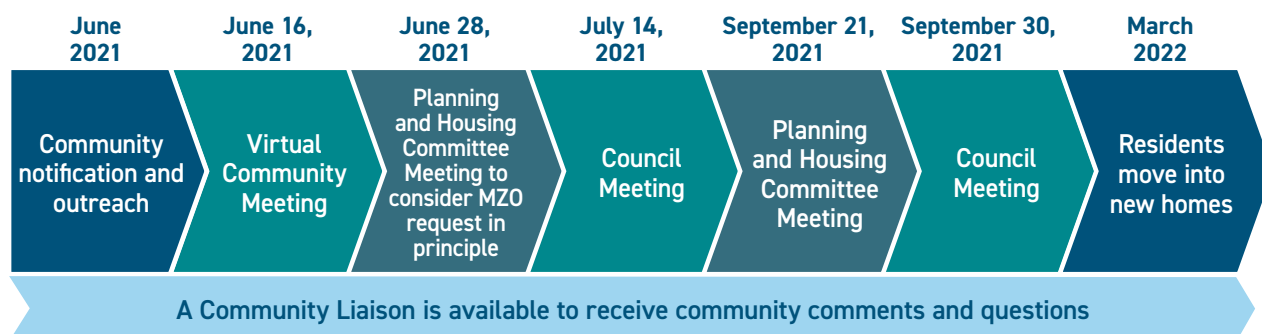 June
2021
June 16,
2021
June 28,
2021
July 14,
2021
September 21,
2021
September 30,
2021
March
2022
Community
notification and
outreach
Virtual
Community
Meeting
Planning
and Housing
Committee
Meeting to
consider MZO
request in
principle
Council
Meeting
Planning
and Housing
Committee
Meeting
Council
Meeting
Residents
move into
new homes
A Community Liaison is available to receive community comments and questions